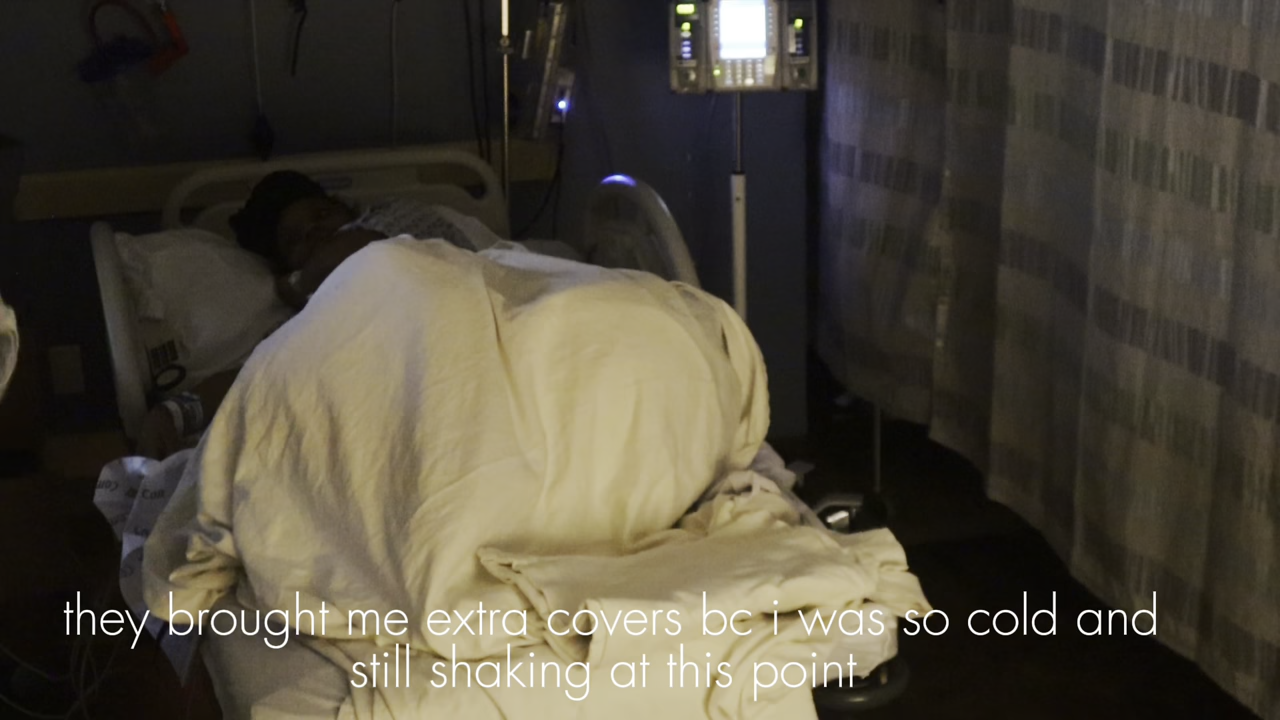 they brought me extra covers bc i was so cold and
still shaking at this point